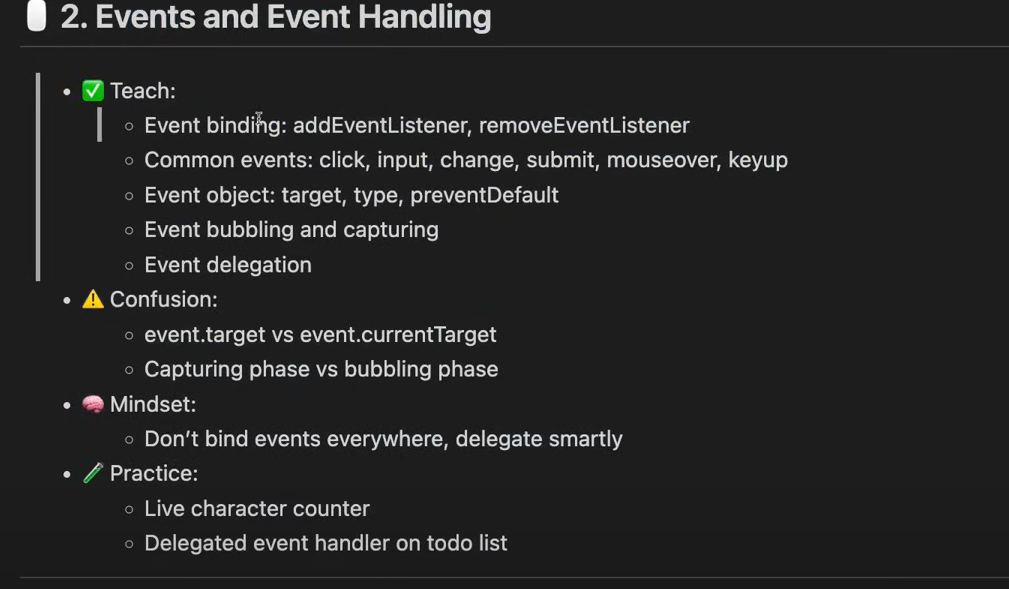 2. Events and Event Handling
• ✅ Teach:
◦ Event binding: addEventListener, removeEventListener
◦ Common events: click, input, change, submit, mouseover, keyup
◦ Event object: target, type, preventDefault
◦ Event bubbling and capturing
◦ Event delegation
• ⚠️ Confusion:
◦ event.target vs event.currentTarget
◦ Capturing phase vs bubbling phase
• 🧠 Mindset:
◦ Don’t bind events everywhere, delegate smartly
• 🧪 Practice:
◦ Live character counter
◦ Delegated event handler on todo list